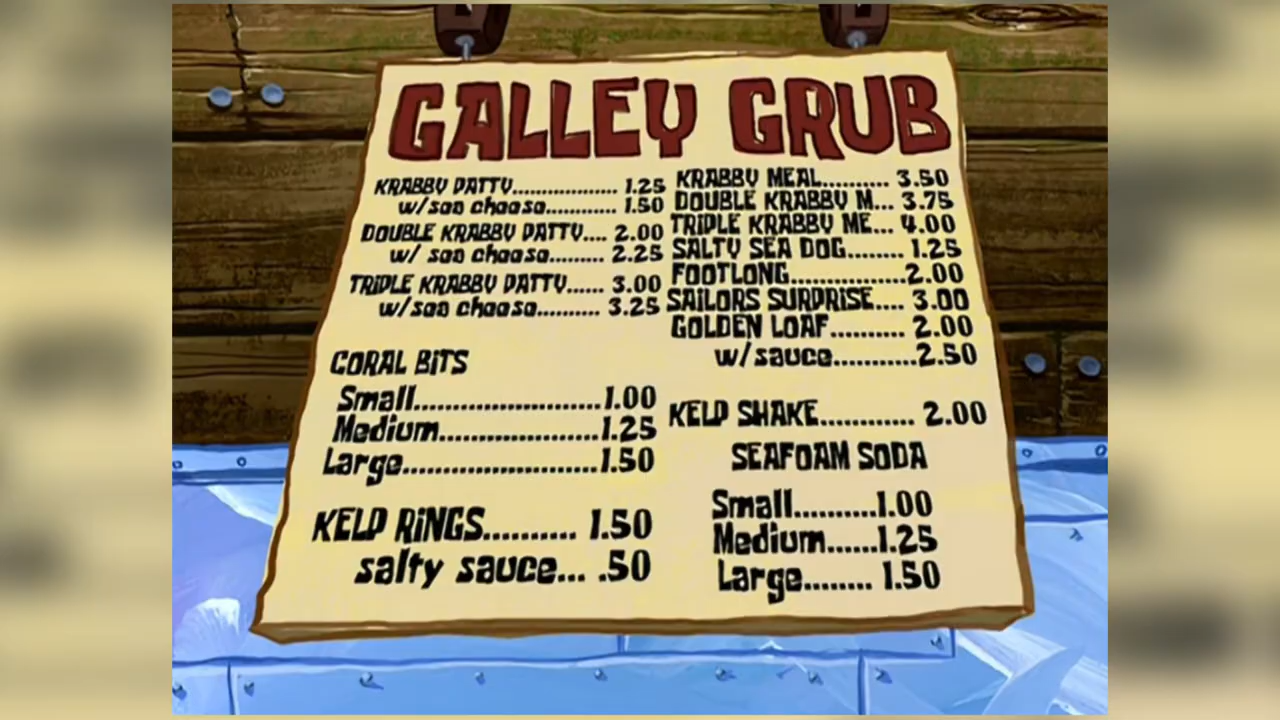 GALLEY GRUB
KRABBY PATTY................. 1.25
w/sea cheese............ 1.50
DOUBLE KRABBY PATTY.... 2.00
w/ sea cheese......... 2.25
TRIPLE KRABBY PATTY...... 3.00
w/sea cheese.......... 3.25
CORAL BITS
Small........................1.00
Medium....................1.25
Large.........................1.50
KELP RINGS.......... 1.50
salty sauce... .50
KRABBY MEAL.......... 3.50
DOUBLE KRABBY M... 3.75
TRIPLE KRABBY ME... 4.00
SALTY SEA DOG........ 1.25
FOOTLONG.................2.00
SAILORS SURPRISE.... 3.00
GOLDEN LOAF.......... 2.00
w/sauce............2.50
KELP SHAKE............ 2.00
SEAFOAM SODA
Small..........1.00
Medium......1.25
Large........ 1.50